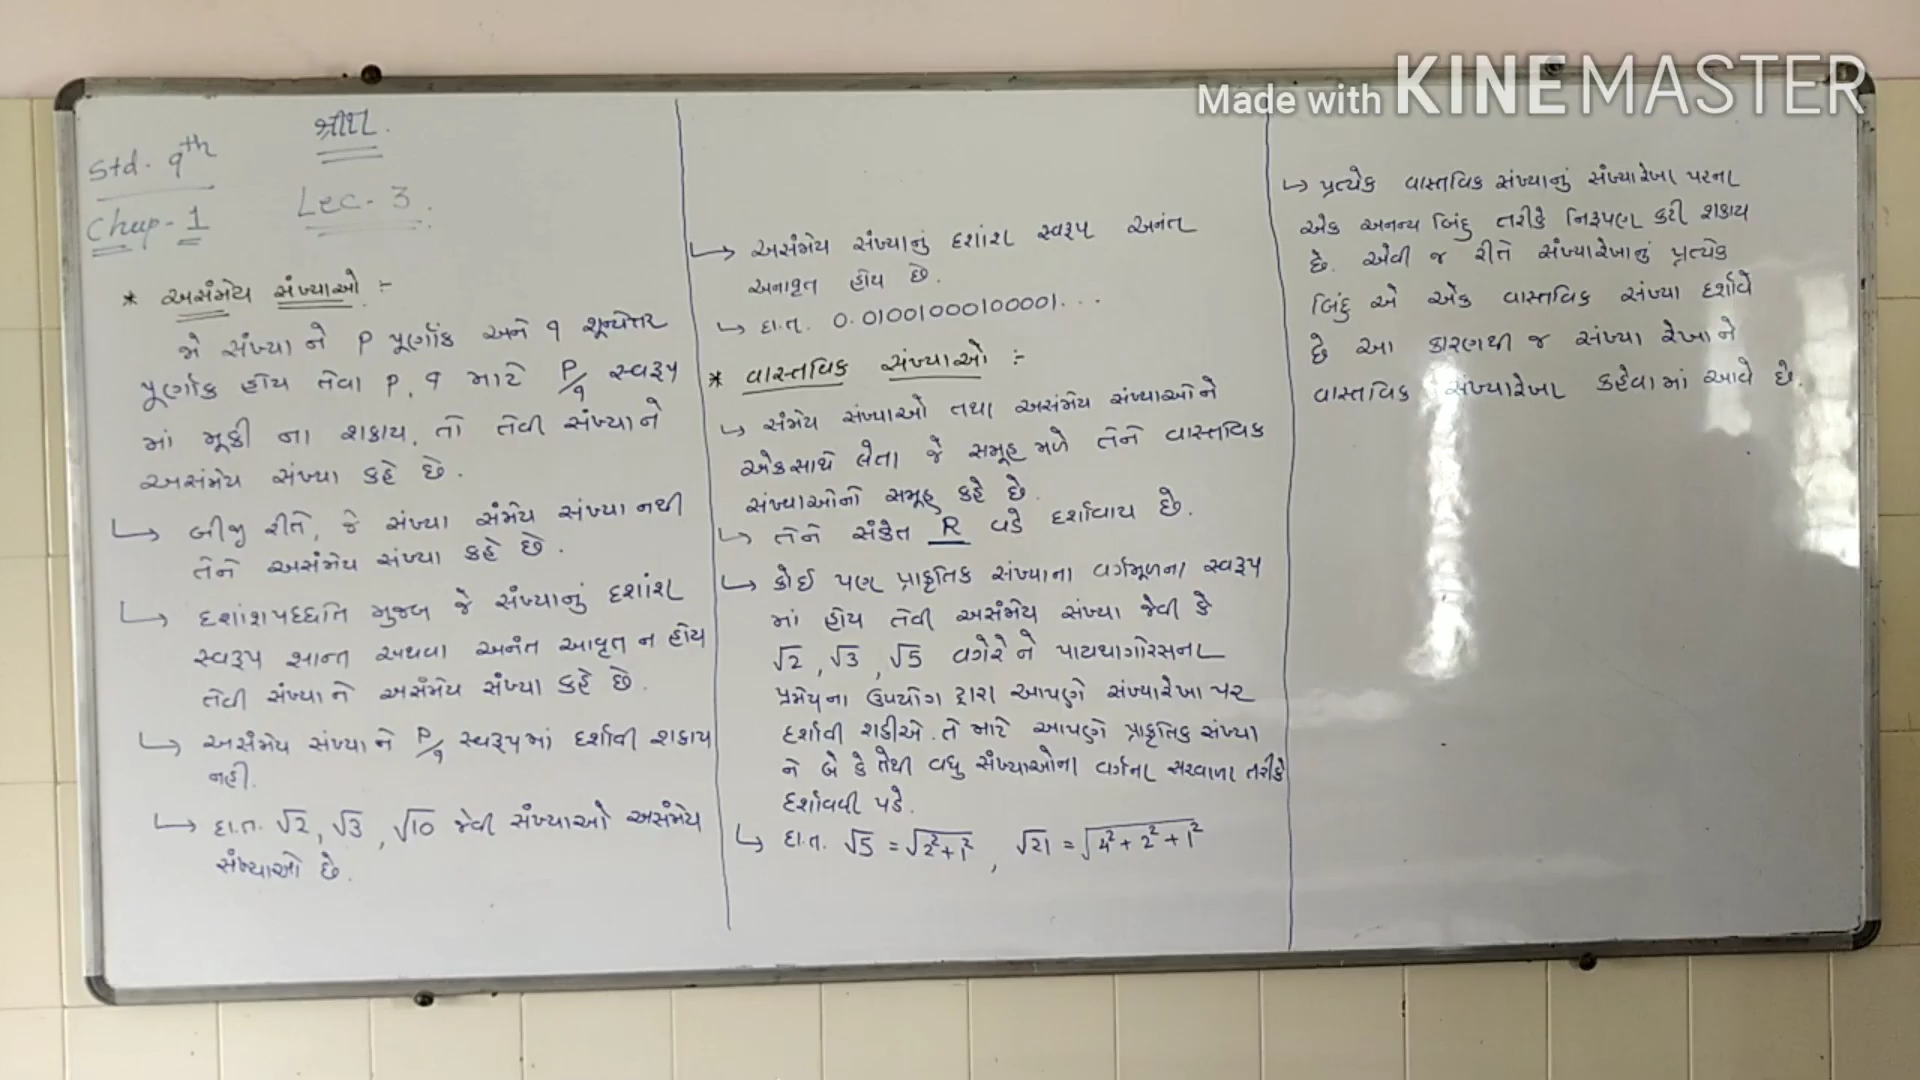 Made with KINEMASTER
Std. 9th
Chap-1
Lec-3.
* અસંમેય સંખ્યાઓ :-
જે સંખ્યા ને P પૂર્ણાંક અને q શૂન્યેત્તર
પૂર્ણાંક હોય તેવા P, q માટે P/q સ્વરૂપ
માં મૂકી ના શકાય, તો તેવી સંખ્યાને
અસંમેય સંખ્યા કહે છે.
↳ બીજી રીતે, જે સંખ્યા સંમેય સંખ્યા નથી
તેને અસંમેય સંખ્યા કહે છે.
↳ દશાંશપદ્ધતિ મુજબ જે સંખ્યાનું દશાંશ
સ્વરૂપ શાન્ત અથવા અનંત આવૃત ન હોય
તેવી સંખ્યાને અસંમેય સંખ્યા કહે છે.
↳ અસંમેય સંખ્યાને P/q સ્વરૂપમાં દર્શાવી શકાય
નહી.
↳ દા.ત. √2, √3, √10 જેવી સંખ્યાઓ અસંમેય
સંખ્યાઓ છે.
↳ અસંમેય સંખ્યાનું દશાંશ સ્વરૂપ અનંત
અનાવૃત હોય છે.
↳ દા.ત. 0.01001000100001...
* વાસ્તવિક સંખ્યાઓ :-
↳ સંમેય સંખ્યાઓ તથા અસંમેય સંખ્યાઓને
એકસાથે લેતા જે સમૂહ મળે તેને વાસ્તવિક
સંખ્યાઓનો સમૂહ કહે છે.
↳ તેને સંકેત R વડે દર્શાવાય છે.
↳ કોઈ પણ પ્રાકૃતિક સંખ્યાના વર્ગમૂળના સ્વરૂપ
માં હોય તેવી અસંમેય સંખ્યા જેવી કે
√2, √3, √5 વગેરે ને પાયથાગોરસના
પ્રમેયના ઉપયોગ દ્વારા આપણે સંખ્યારેખા પર
દર્શાવી શકીએ. તે માટે આપણે પ્રાકૃતિક સંખ્યા
ને બે કે તેથી વધુ સંખ્યાઓના વર્ગના સરવાળા તરીકે
દર્શાવવી પડે.
↳ દા.ત. √5 = √2²+1², √21 = √4²+2²+1²
↳ પ્રત્યેક વાસ્તવિક સંખ્યાનું સંખ્યારેખા પરના
એક અનન્ય બિંદુ તરીકે નિરૂપણ કરી શકાય
છે. એવી જ રીતે સંખ્યારેખાનું પ્રત્યેક
બિંદુ એ એક વાસ્તવિક સંખ્યા દર્શાવે
છે આ કારણથી જ સંખ્યા રેખાને
વાસ્તવિક સંખ્યારેખા કહેવામાં આવે છે.